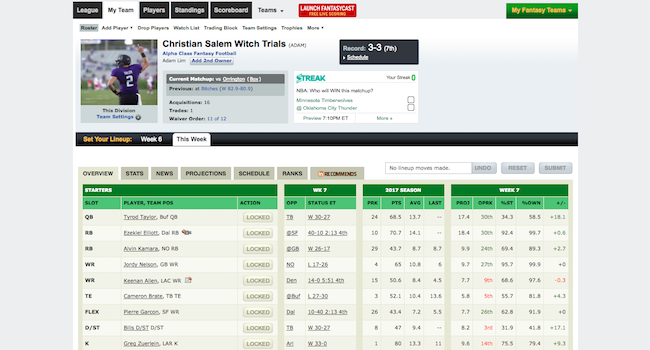 League My Team Players Standings Scoreboard Teams LAUNCH FANTASYCAST FREE LIVE SCORING My Fantasy Teams
Roster Add Player Drop Players Watch List Trading Block Team Settings Trophies More
Christian Salem Witch Trials (ADAM)
Alpha Class Fantasy Football
Adam Lim Add 2nd Owner
Record: 3-3 (7th)
Schedule
2
This Division
Team Settings
Current Matchup: vs Orrington (Box)
Previous: at Bitches (W 92.9-80.5)
Acquisitions: 16
Trades: 1
Waiver Order: 11 of 12
STREAK Your Streak 0
NBA: Who will WIN this matchup?
Minnesota Timberwolves
@ Oklahoma City Thunder
Preview 7:10PM ET More »
Set Your Lineup: Week 6 This Week
No lineup moves made. UNDO RESET SUBMIT
OVERVIEW STATS NEWS PROJECTIONS SCHEDULE RANKS RECOMMENDS
STARTERS WK 7 2017 SEASON WEEK 7
SLOT PLAYER, TEAM POS ACTION OPP STATUS ET PRK PTS AVG LAST PROJ OPRK %ST %OWN +/-
QB Tyrod Taylor, Buf QB LOCKED TB W 30-27 24 68.5 13.7 -- 17.4 30th 34.3 58.5 +18.1
RB Ezekiel Elliott, Dal RB LOCKED @SF 40-10 2:13 4th 10 70.7 14.1 -- 18.4 30th 92.4 99.7 +0.6
RB Alvin Kamara, NO RB LOCKED @GB W 26-17 29 43.7 8.7 8.7 9.9 24th 69.4 89.3 +2.7
WR Jordy Nelson, GB WR LOCKED NO L 17-26 4 65 10.8 6 9.7 27th 95.7 99.9 +0
WR Keenan Allen, LAC WR LOCKED Den 14-0 5:51 4th 15 50.6 8.4 4.5 7.7 9th 68.6 97.6 -0.3
TE Cameron Brate, TB TE LOCKED @Buf L 27-30 3 52.1 10.4 13.6 5.8 5th 55.7 81.8 +4.3
FLEX Pierre Garcon, SF WR LOCKED Dal 10-40 2:13 4th 26 43.4 7.2 5.5 7.7 26th 62.8 91.9 +0
D/ST Bills D/ST D/ST LOCKED TB W 30-27 8 47 9.4 -- 8.2 3rd 31.9 41.8 +17.1
K Greg Zuerlein, LAR K LOCKED Ari W 33-0 1 80 13.3 11 9.6 14th 75.5 79.4 +9.3